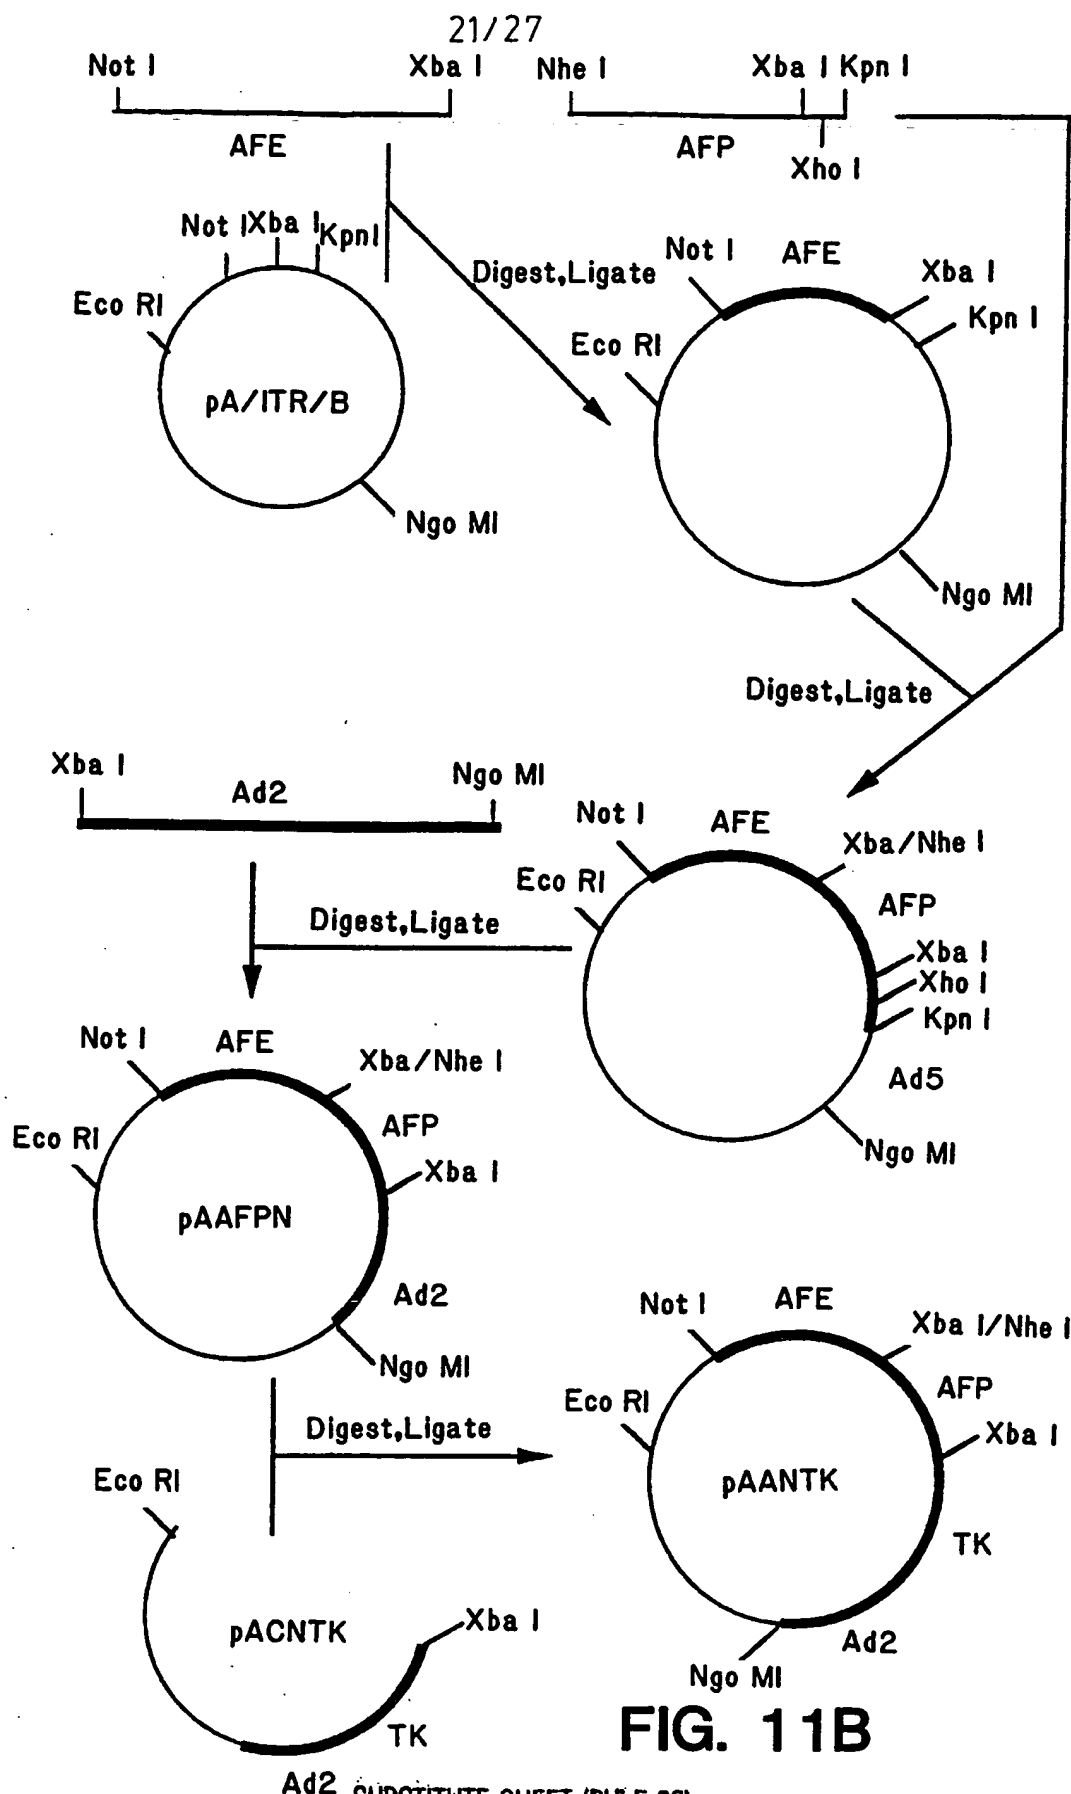 21/27
Not I
Xba I
Nhe I
Xba I
Kpn I
AFE
AFP
Xho I
Not I
Xba I
KpnI
Eco RI
pA/ITR/B
Ngo MI
Digest,Ligate
Not I
AFE
Xba I
Kpn I
Eco RI
Ngo MI
Digest,Ligate
Xba I
Ad2
Ngo MI
Not I
AFE
Xba/Nhe I
Eco RI
AFP
Digest,Ligate
Xba I
Xho I
Kpn I
Ad5
Ngo MI
Not I
AFE
Xba/Nhe I
Eco RI
AFP
Xba I
pAAFPN
Ad2
Ngo MI
Digest,Ligate
Not I
AFE
Xba I/Nhe I
Eco RI
AFP
Xba I
pAANTK
TK
Ad2
Ngo MI
Eco RI
pACNTK
Xba I
TK
Ad2
FIG. 11B